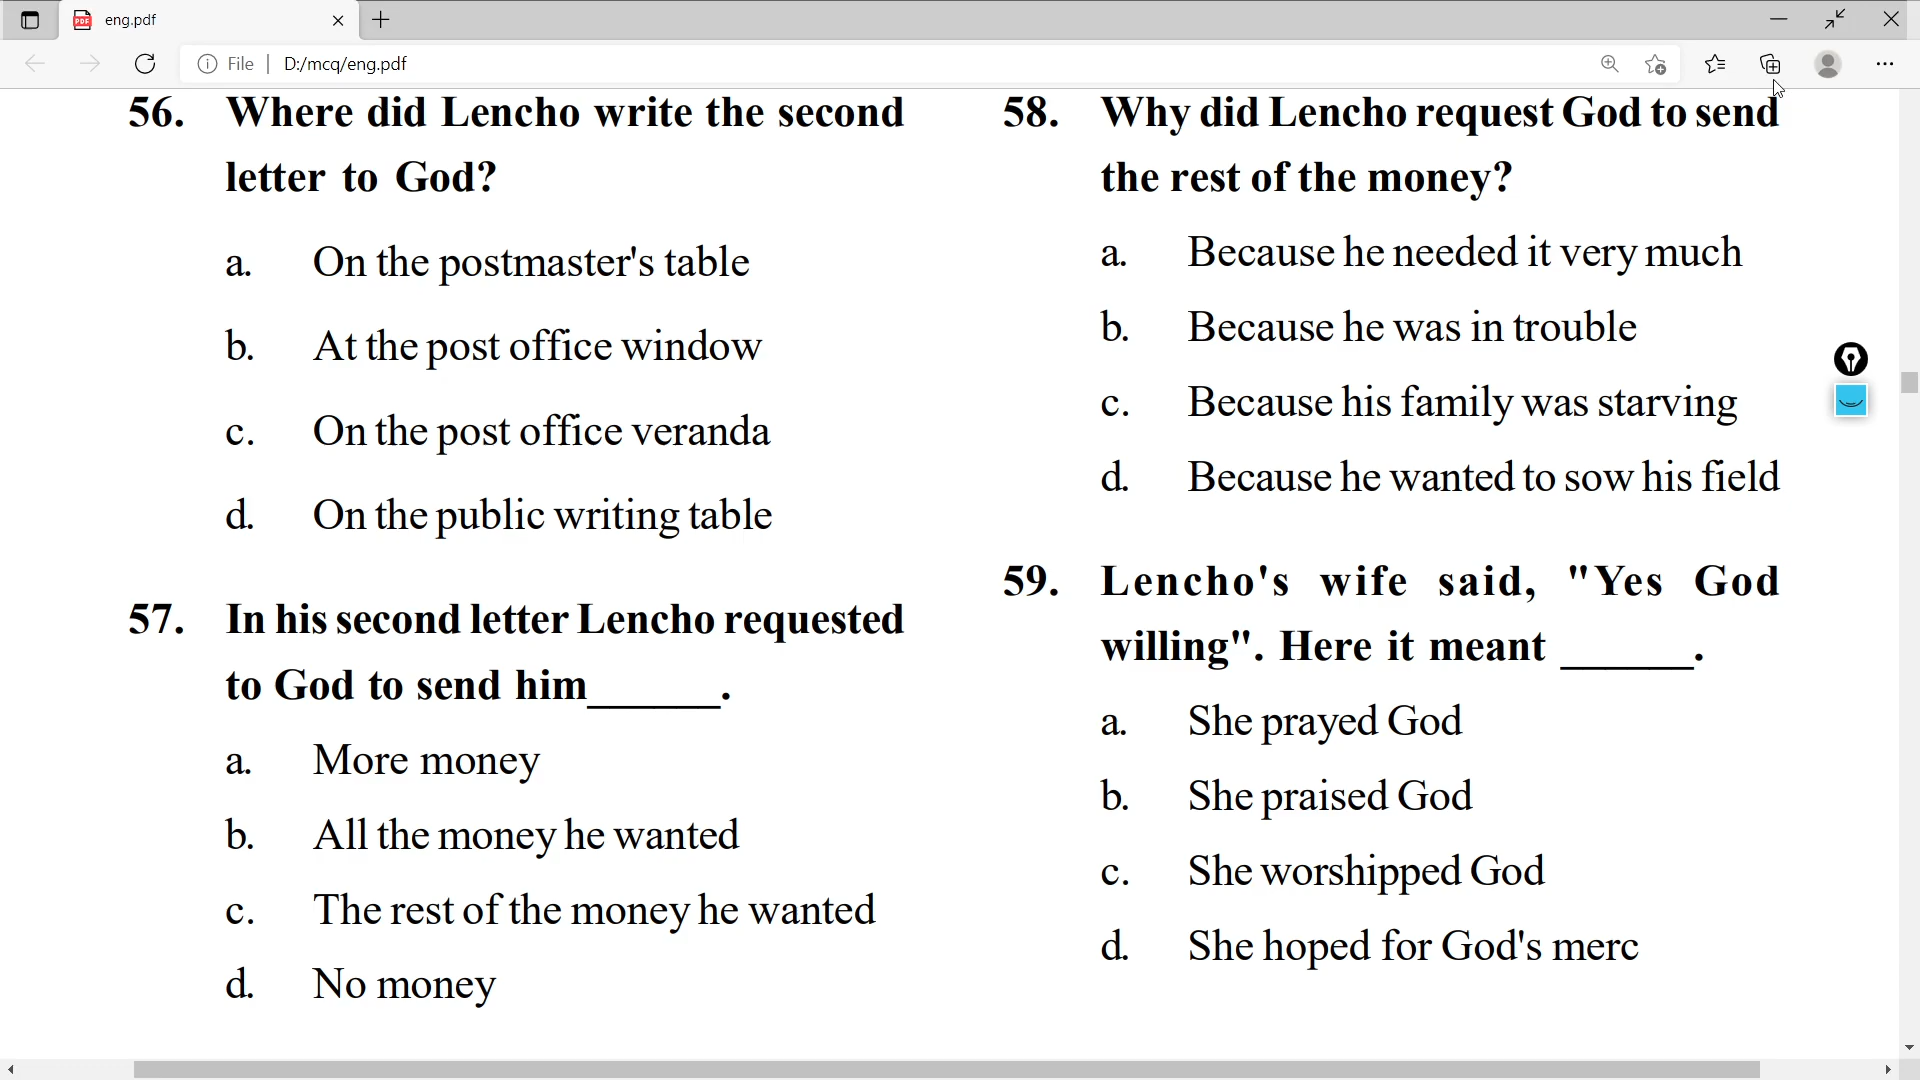 eng.pdf
File
D:/mcq/eng.pdf
56. Where did Lencho write the second
letter to God?
a. On the postmaster's table
b. At the post office window
c. On the post office veranda
d. On the public writing table
57. In his second letter Lencho requested
to God to send him______.
a. More money
b. All the money he wanted
c. The rest of the money he wanted
d. No money
58. Why did Lencho request God to send
the rest of the money?
a. Because he needed it very much
b. Because he was in trouble
c. Because his family was starving
d. Because he wanted to sow his field
59. Lencho's wife said, "Yes God
willing". Here it meant ______.
a. She prayed God
b. She praised God
c. She worshipped God
d. She hoped for God's merc